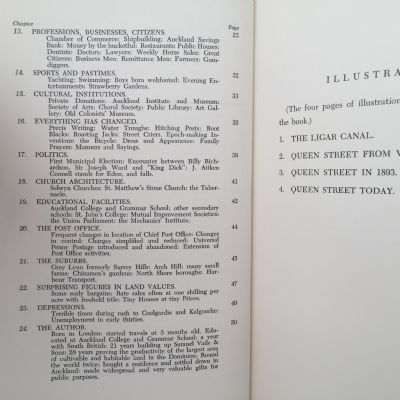 Chapter Page
13. PROFESSIONS, BUSINESSES, CITIZENS. 25
Chamber of Commerce: Shipbuilding: Auckland Savings
Bank: Money by the bucketful: Restaurants: Public Houses:
Dentists: Doctors: Lawyers: Weekly Horse Sales: Great
Citizens: Business Men: Remittance Men: Farmers: Gum-
diggers.
14. SPORTS AND PASTIMES. 32
Yachting: Swimming: Boys born webfooted: Evening En-
tertainments: Strawberry Gardens.
15. CULTURAL INSTITUTIONS. 33
Private Donations: Auckland Institute and Museum:
Society of Arts: Choral Society: Public Library: Art Gal-
lery: Old Colonists' Museum.
16. EVERYTHING HAS CHANGED. 35
Precis Writing: Water Troughs: Hitching Posts: Boot
Blacks: Roasting Jacks: Street Criers. Epoch-making In-
ventions: the Bicycle: Dress and Appearance: Family
Prayers: Manners and Sayings.
17. POLITICS. 39
First Municipal Election: Encounter between Billy Rich-
ardson, Sir Joseph Ward and "King Dick": J. Aitken
Connell stands for Eden, and falls.
18. CHURCH ARCHITECTURE. 41
Selwyn Churches: St. Matthew's Stone Church: the Taber-
nacle.
19. EDUCATIONAL FACILITIES. 42
Auckland College and Grammar School: other secondary
schools: St. John's College: Mutual Improvement Societies:
the Union Parliament: the Mechanics' Institute.
20. THE POST OFFICE. 44
Frequent changes in location of Chief Post Office: Changes
in control: Charges simplified and reduced: Universal
Penny Postage introduced and abandoned: Extension of
Post Office activities.
21. THE SUBURBS. 45
Grey Lynn formerly Surrey Hills: Arch Hill: many small
farms: Chinamen's gardens: North Shore boroughs: Har-
bour Transport.
22. SURPRISING FIGURES IN LAND VALUES. 47
Some early bargains: Rate sales often at one shilling per
acre with freehold title: Tiny Houses at tiny Prices.
23. DEPRESSIONS. 49
Terrible times during rush to Coolgardie and Kalgoorke:
Unemployment in early thirties.
24. THE AUTHOR. 50
Born in London: started travels at 3 months old. Edu-
cated at Auckland College and Grammar School: a year
with South British: 21 years building up Samuel Vaile &
Sons: 28 years proving the productivity of the largest area
of cultivable and habitable land in the Dominion: Round
the world twice: bought a residence and settled down in
Auckland: made widespread and very valuable gifts for
public purposes.
ILLUSTRA
(The four pages of illustration
the book.)
1. THE LIGAR CANAL.
2. QUEEN STREET FROM V
3. QUEEN STREET IN 1893.
4. QUEEN STREET TODAY.